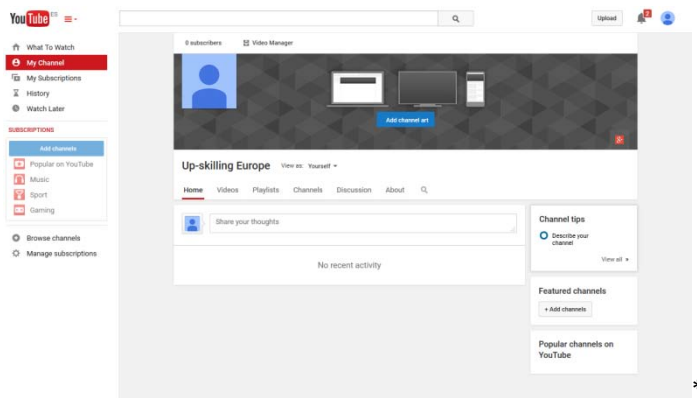 YouTube ES
Upload
2
What To Watch
My Channel
My Subscriptions
History
Watch Later
SUBSCRIPTIONS
Add channels
Popular on YouTube
Music
Sport
Gaming
Browse channels
Manage subscriptions
0 subscribers Video Manager
Add channel art
Up-skilling Europe View as: Yourself
Home Videos Playlists Channels Discussion About
Share your thoughts
No recent activity
Channel tips
Describe your
channel
View all
Featured channels
+ Add channels
Popular channels on
YouTube